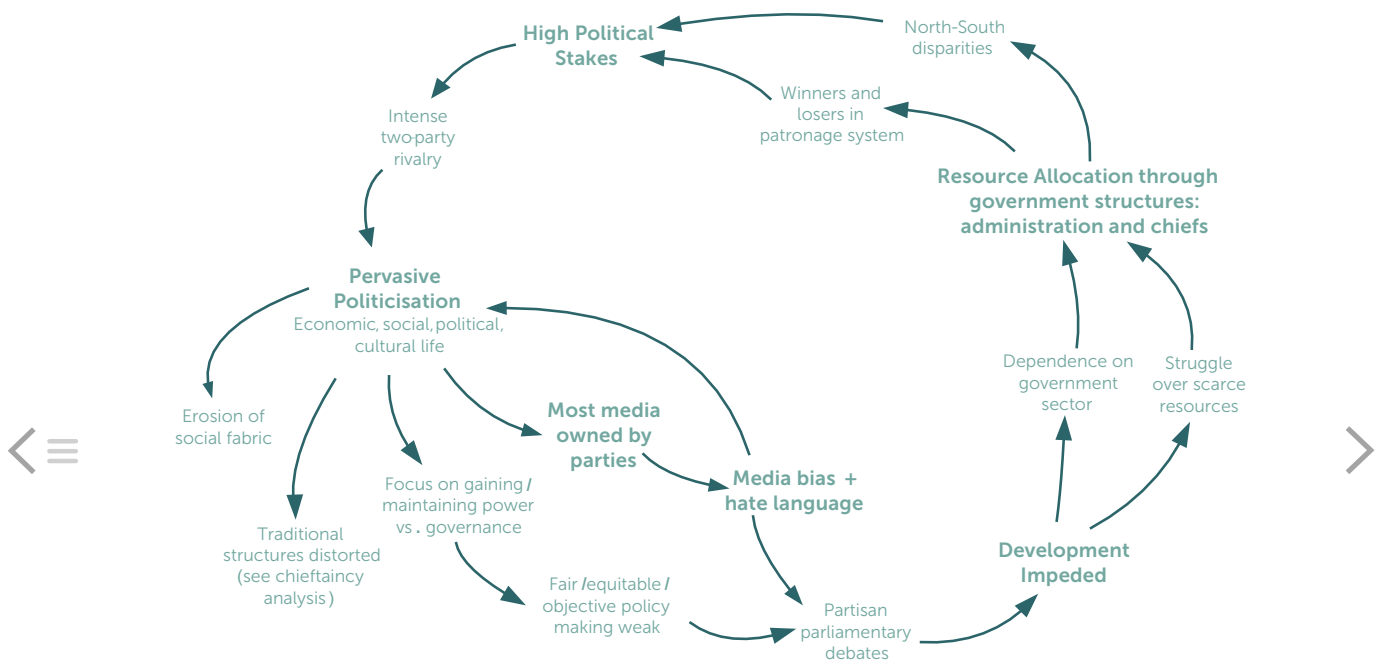 High Political
Stakes
North-South
disparities
Winners and
losers in
patronage system
Intense
two-party
rivalry
Resource Allocation through
government structures:
administration and chiefs
Pervasive
Politicisation
Economic, social, political,
cultural life
Dependence on
government
sector
Struggle
over scarce
resources
Erosion of
social fabric
Most media
owned by
parties
Media bias +
hate language
Focus on gaining/
maintaining power
vs. governance
Traditional
structures distorted
(see chieftaincy
analysis)
Development
Impeded
Fair/equitable/
objective policy
making weak
Partisan
parliamentary
debates